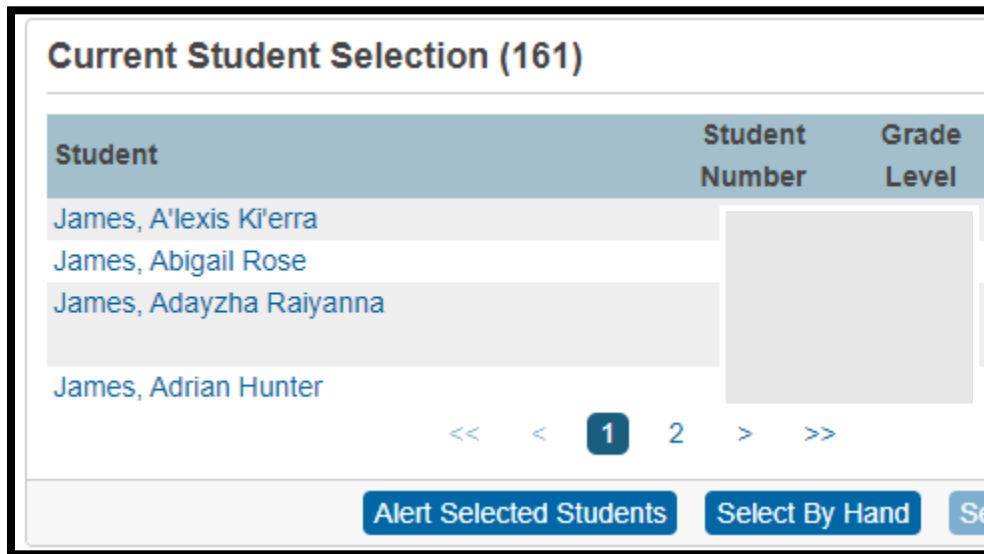 Current Student Selection (161)
Student Student Number Grade Level
James, A'lexis Ki'erra
James, Abigail Rose
James, Adayzha Raiyanna
James, Adrian Hunter
<< < 1 2 > >>
Alert Selected Students Select By Hand